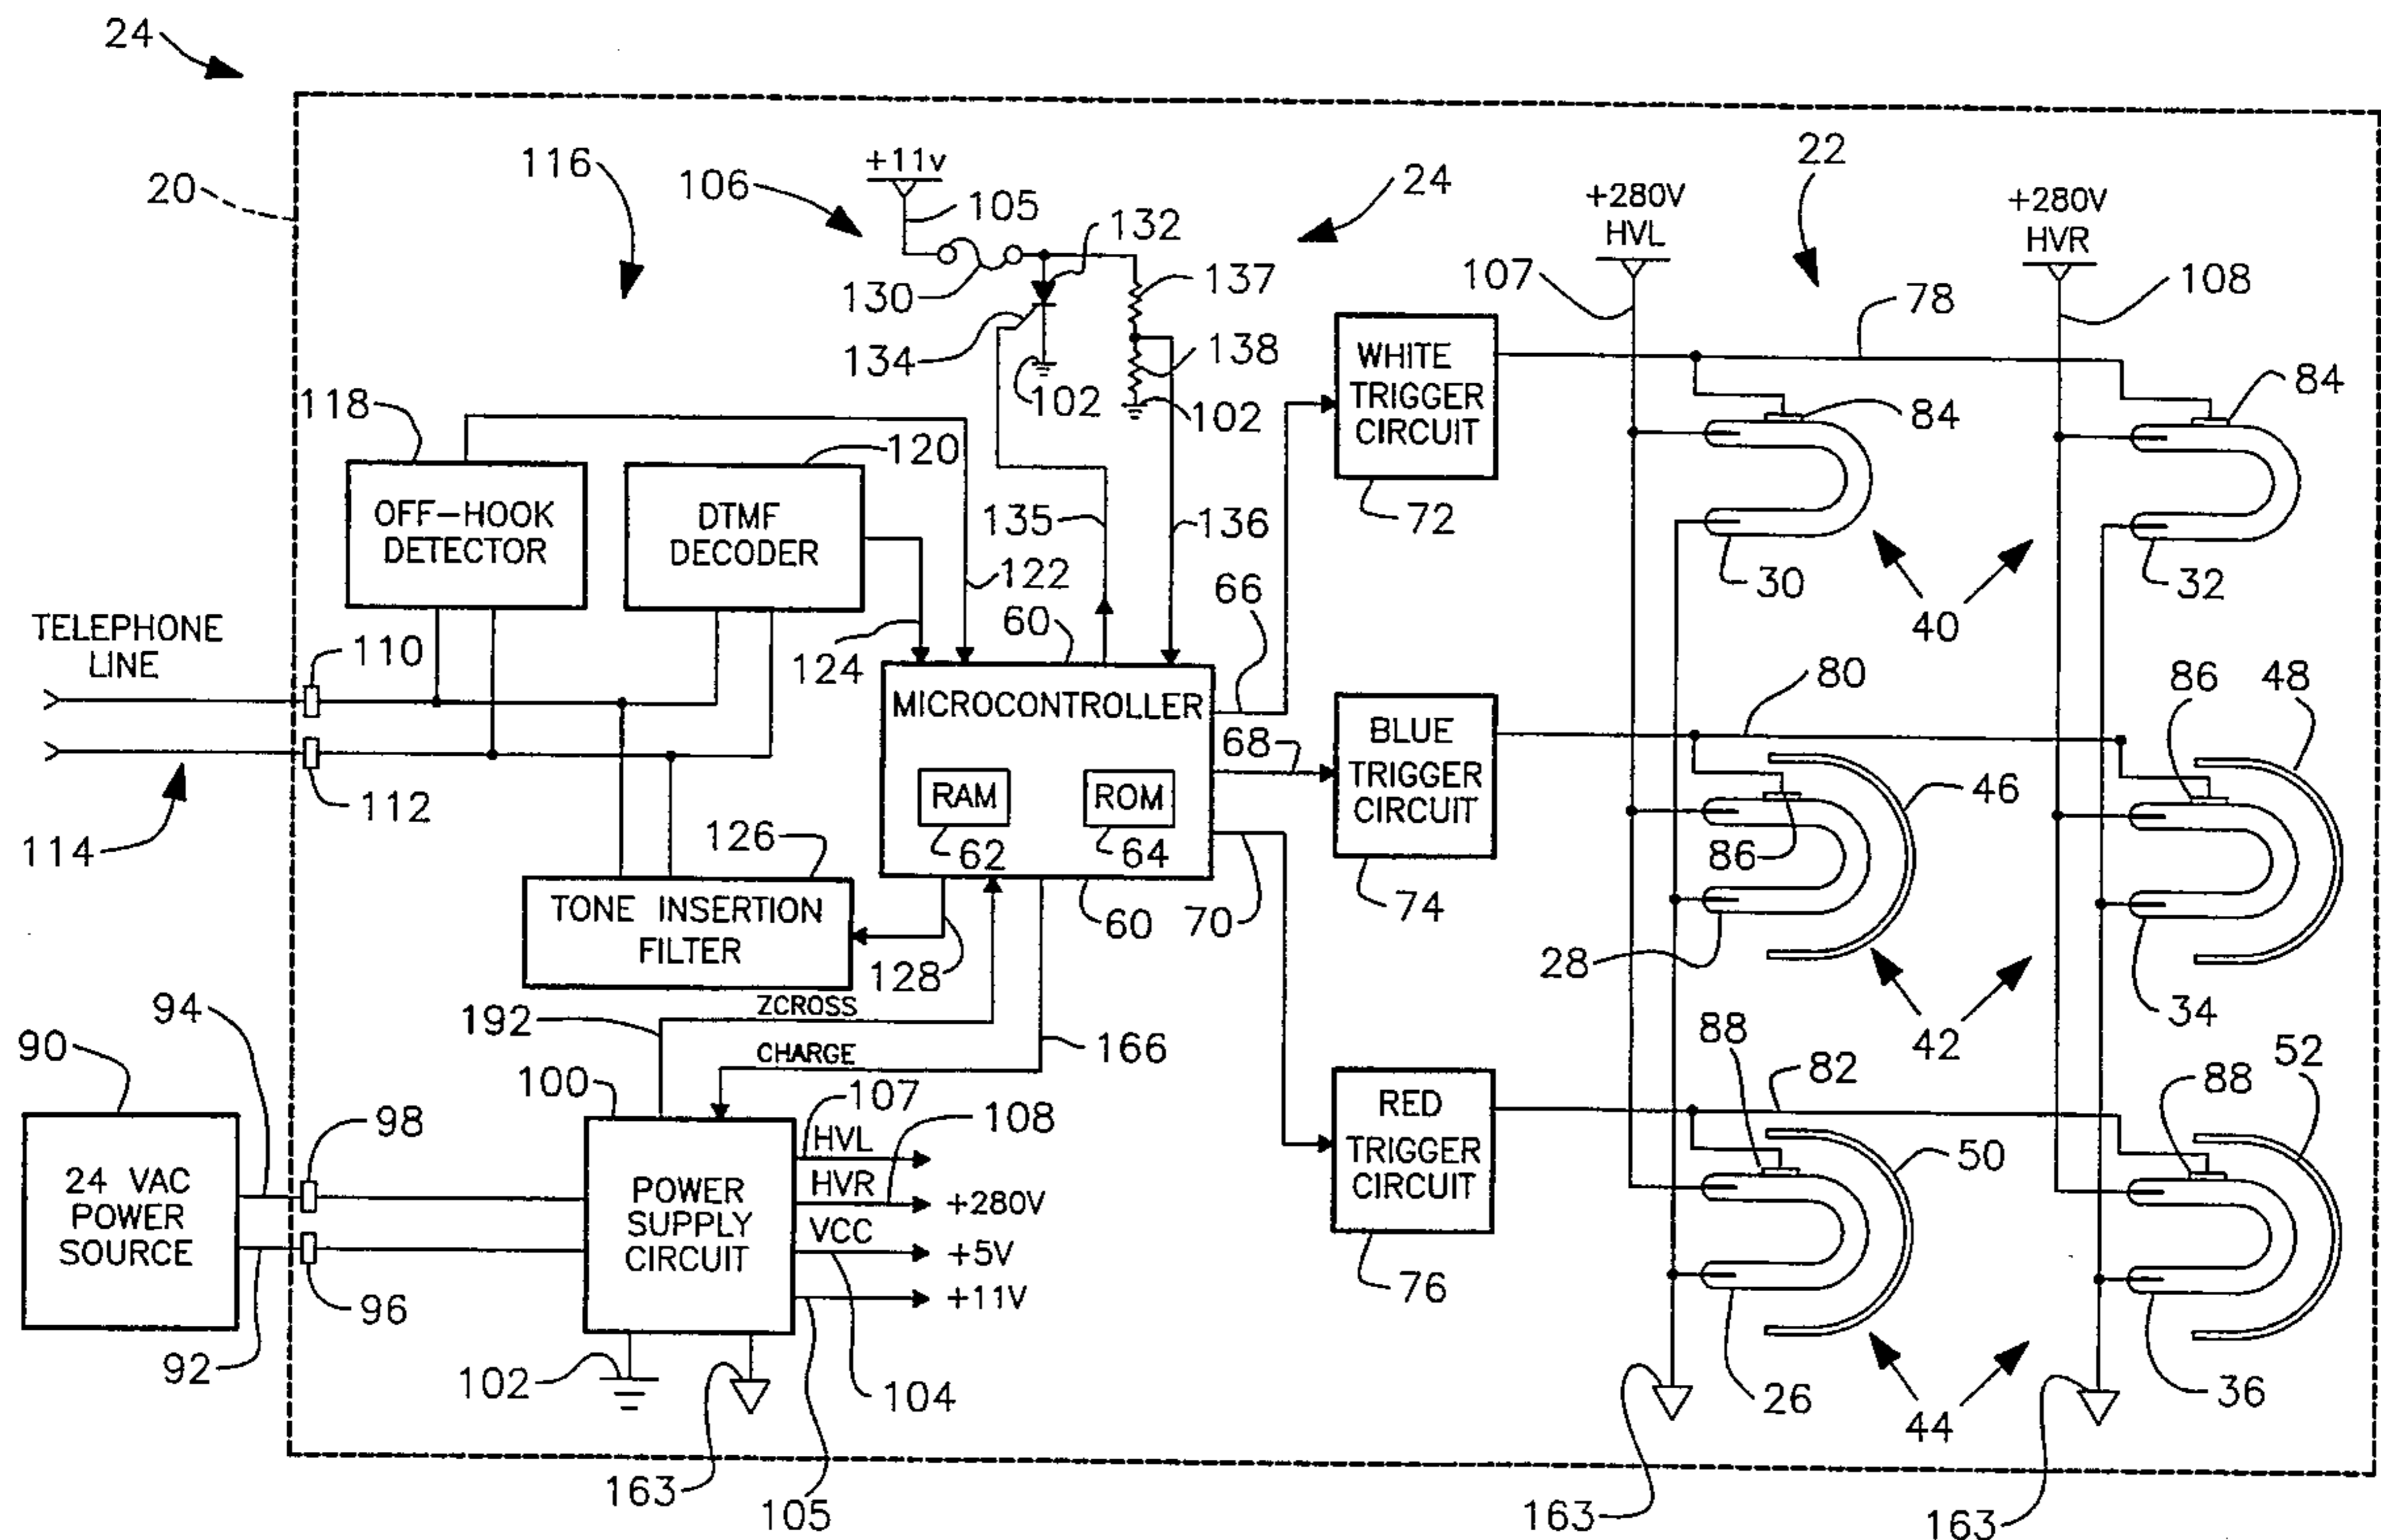 24
20
116
106
+11v
105
132
130
134
102
137
138
102
24
22
+280V
HVL
107
+280V
HVR
108
78
84
84
WHITE
TRIGGER
CIRCUIT
72
30
32
40
118
OFF-HOOK
DETECTOR
120
DTMF
DECODER
122
124
135
136
60
66
TELEPHONE
LINE
110
112
114
MICROCONTROLLER
RAM
62
ROM
64
60
68
70
BLUE
TRIGGER
CIRCUIT
74
80
86
46
86
48
28
34
42
126
TONE INSERTION
FILTER
128
ZCROSS
192
CHARGE
166
90
24 VAC
POWER
SOURCE
94
92
98
96
100
POWER
SUPPLY
CIRCUIT
HVL
107
HVR
108
+280V
VCC
+5V
+11V
104
105
102
163
RED
TRIGGER
CIRCUIT
76
82
88
50
88
52
26
36
44
163
163